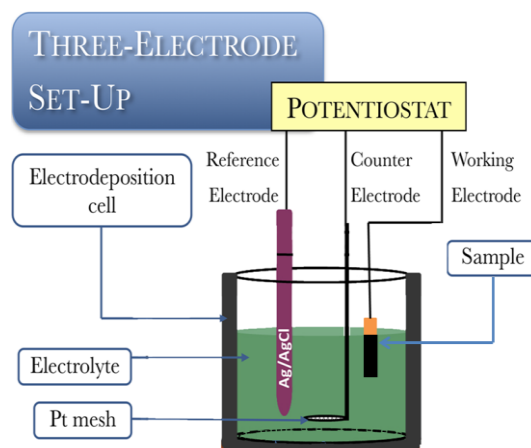 THREE-ELECTRODE
SET-UP
POTENTIOSTAT
Reference
Electrode
Counter
Electrode
Working
Electrode
Electrodeposition
cell
Sample
Electrolyte
Ag/AgCl
Pt mesh